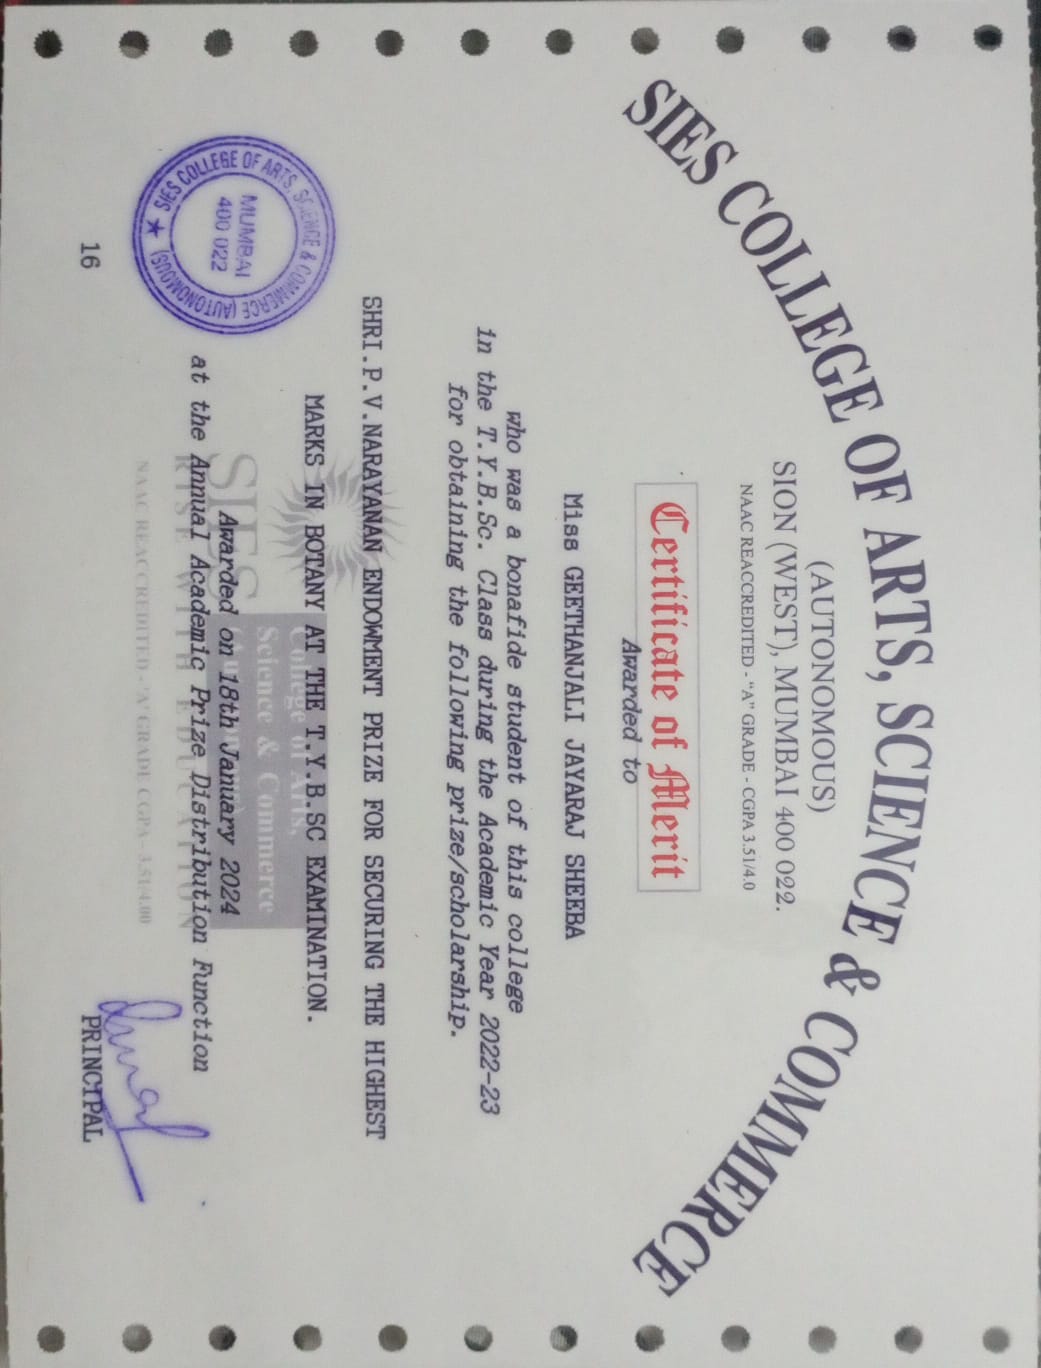 SIES COLLEGE OF ARTS, SCIENCE & COMMERCE
(AUTONOMOUS)
SION (WEST), MUMBAI 400 022.
NAAC REACCREDITED - “A” GRADE - CGPA 3.51/4.0
Certificate of Merit
Awarded to
Miss GEETHANJALI JAYARAJ SHEEBA
who was a bonafide student of this college
in the T.Y.B.Sc. Class during the Academic Year 2022-23
for obtaining the following prize/scholarship.
SHRI.P.V.NARAYANAN ENDOWMENT PRIZE FOR SECURING THE HIGHEST
MARKS IN BOTANY AT THE T.Y.B.SC EXAMINATION.
College of Arts,
Science & Commerce
(Autonomous)
SIES
Awarded on 18th January 2024
at the Annual Academic Prize Distribution Function
RISE WITH EDUCATION
NAAC REACCREDITED - 'A' GRADE CGPA - 3.51/4.00
SIES COLLEGE OF ARTS, SCIENCE & COMMERCE (AUTONOMOUS)
MUMBAI
400 022
16
PRINCIPAL